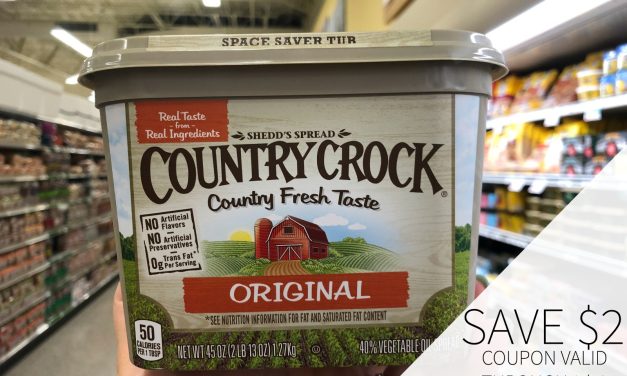 SPACE SAVER TUB
Real Taste
from
Real Ingredients
SHEDD'S SPREAD
COUNTRY CROCK®
Country Fresh Taste
NO Artificial Flavors
NO Artificial Preservatives
0g Trans Fat* Per Serving
ORIGINAL
*SEE NUTRITION INFORMATION FOR FAT AND SATURATED FAT CONTENT
50
CALORIES
PER 1 TBSP
NET WT 45 OZ (2 LB 13 OZ) 1.27kg
40% VEGETABLE OIL SPREAD
SAVE $2
COUPON VALID
THROUGH